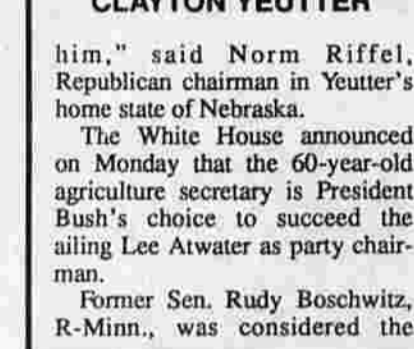 CLAYTON YEUTTER
him," said Norm Riffel,
Republican chairman in Yeutter's
home state of Nebraska.
The White House announced
on Monday that the 60-year-old
agriculture secretary is President
Bush's choice to succeed the
ailing Lee Atwater as party chair-
man.
Former Sen. Rudy Boschwitz,
R-Minn., was considered the